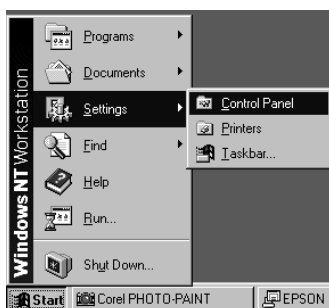 Windows NT Workstation
Programs
Documents
Settings
Control Panel
Printers
Taskbar...
Find
Help
Run...
Shut Down...
Start
Corel PHOTO-PAINT
EPSON